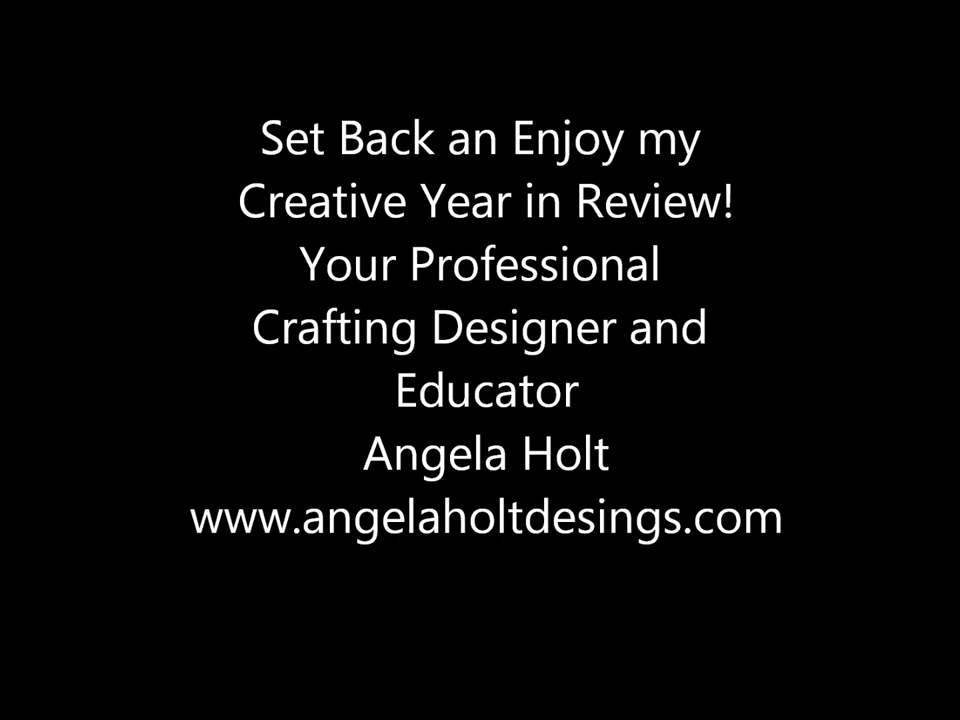 Set Back an Enjoy my
Creative Year in Review!
Your Professional
Crafting Designer and
Educator
Angela Holt
www.angelaholtdesings.com